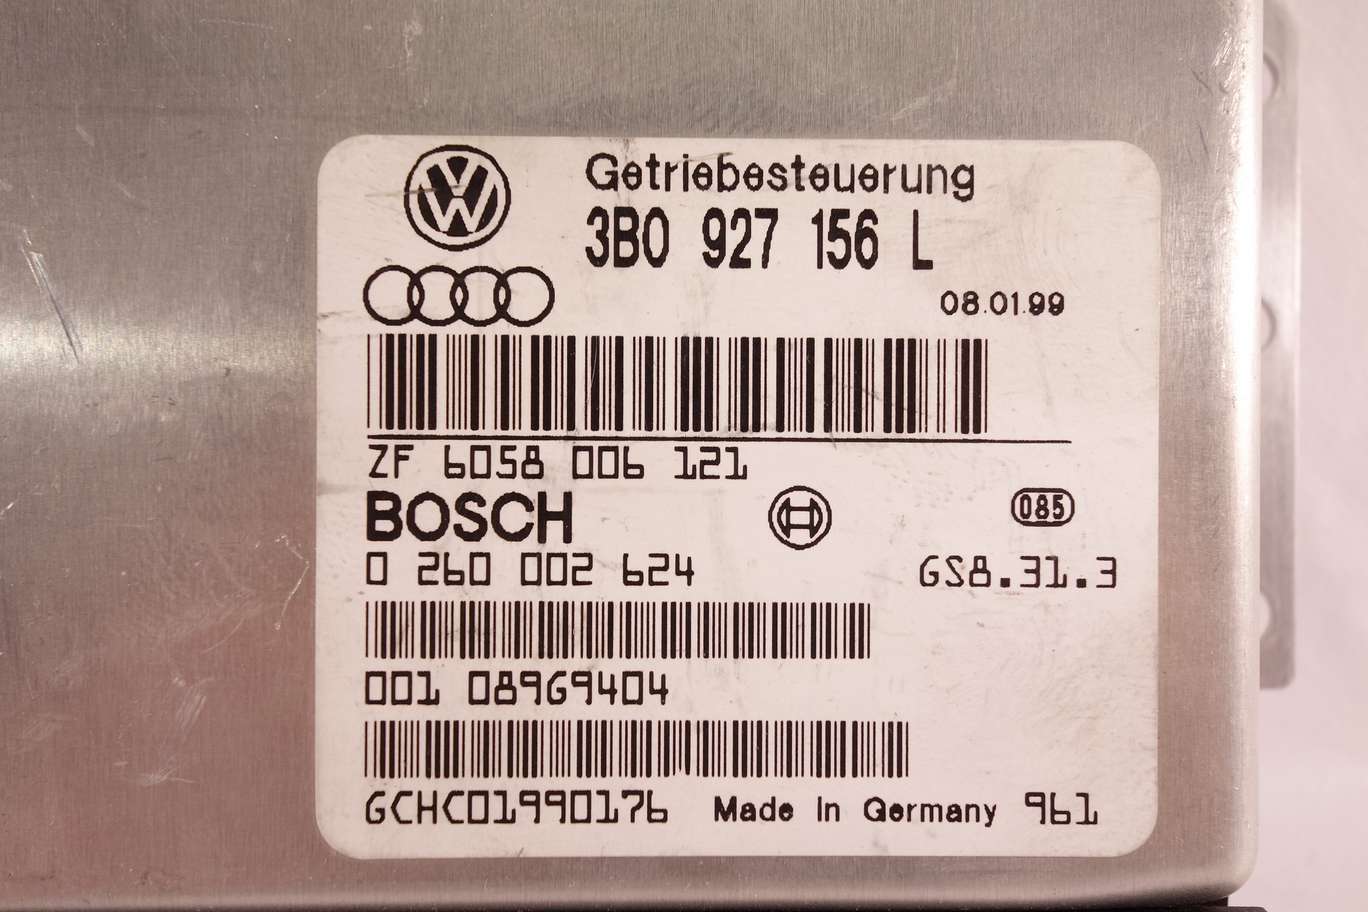 Getriebesteuerung
3B0 927 156 L
08.01.99
ZF 6058 006 121
BOSCH
085
0 260 002 624
GS8.31.3
001 08969404
GCHC01990176 Made In Germany 961